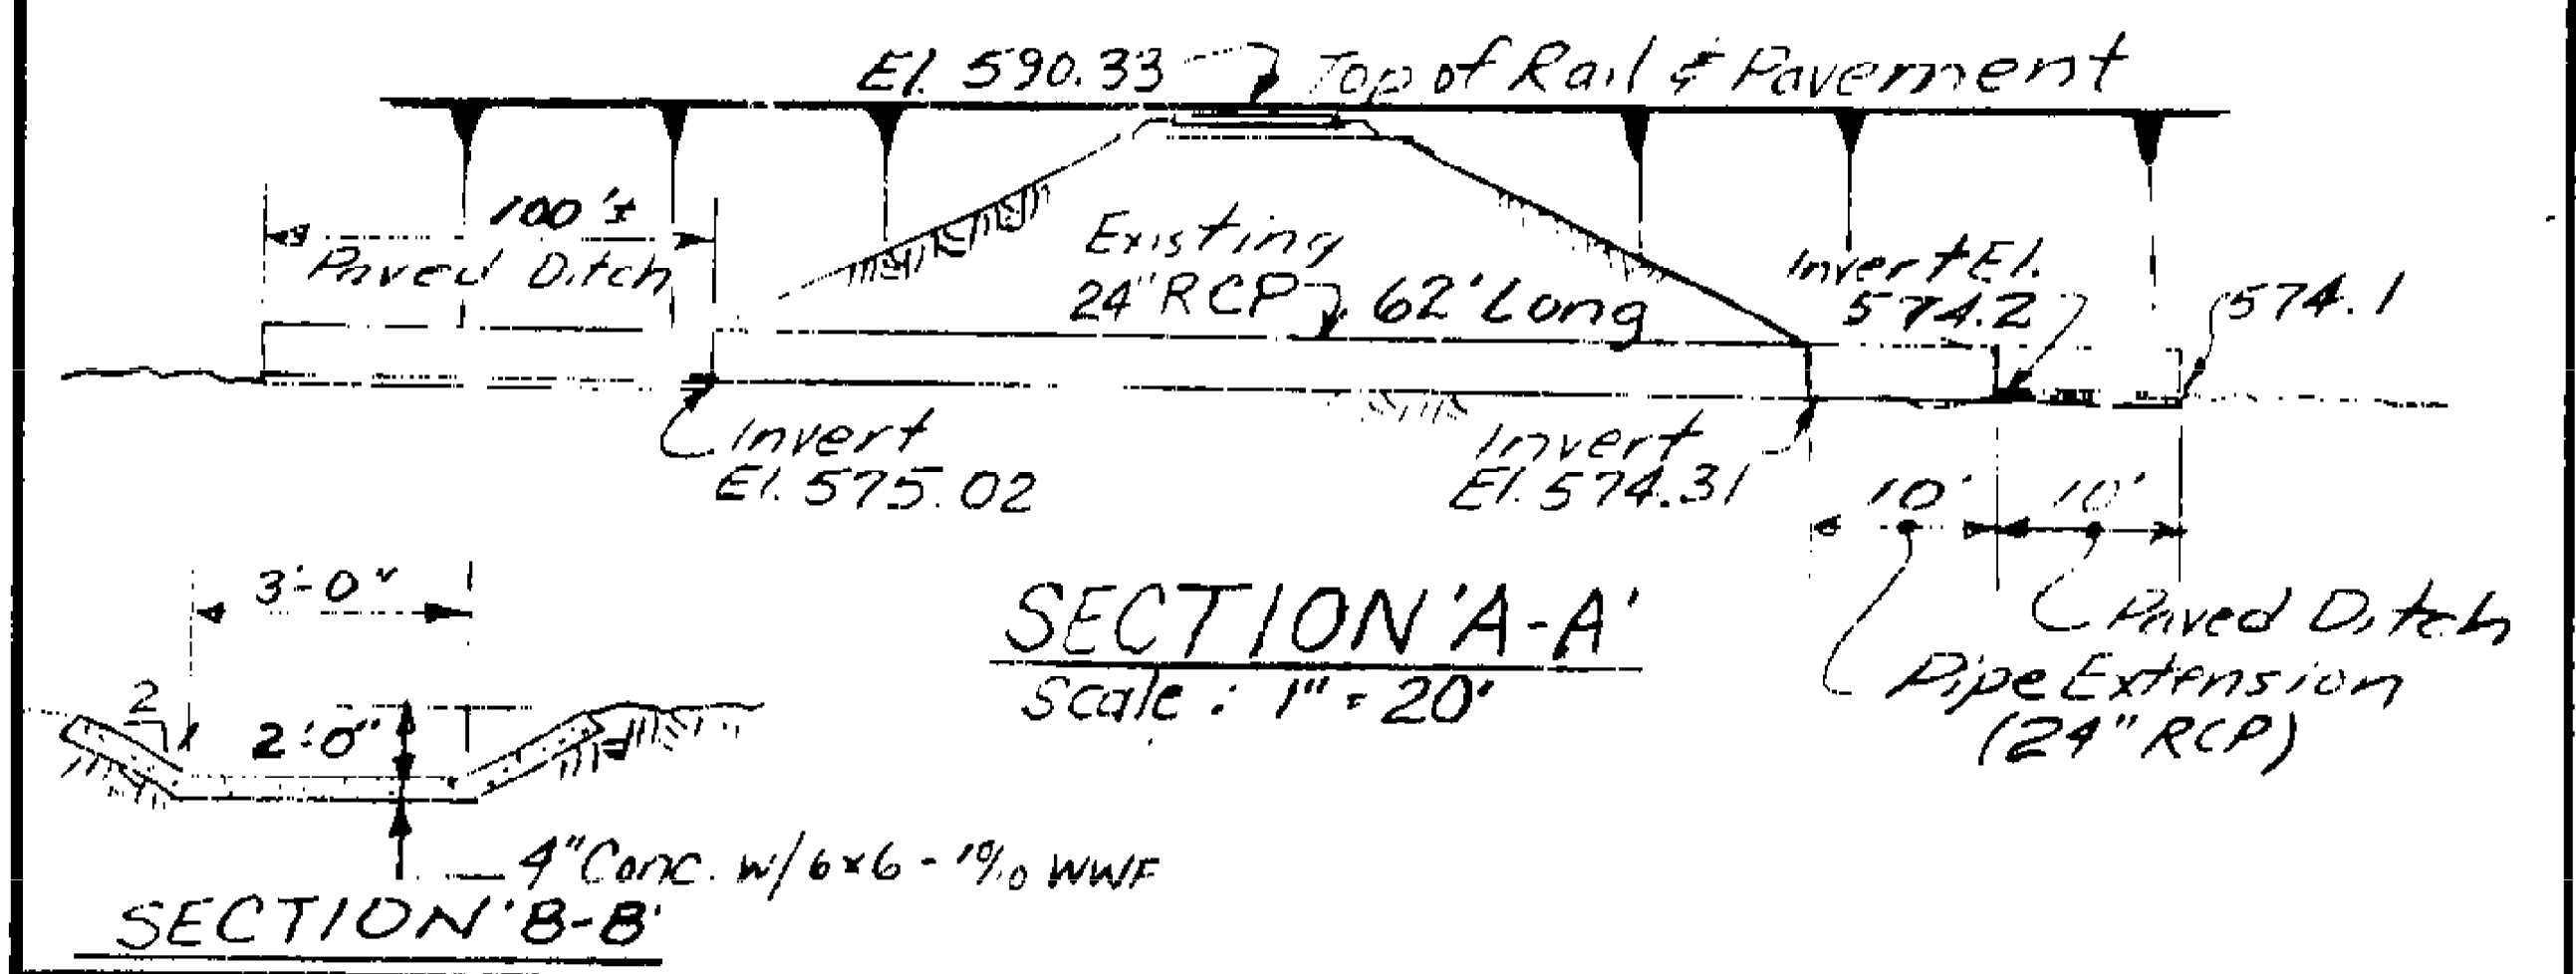 El. 590.33 Top of Rail & Pavement
100'±
Paved Ditch
Existing
24" RCP 62' Long
Invert El.
574.2
574.1
Invert
El. 575.02
Invert
El. 574.31
10' 10'
Paved Ditch
Pipe Extension
(24" RCP)
SECTION 'A-A'
Scale: 1" = 20'
3'-0"
2
1
2'-0"
4" Conc. w/ 6x6 - 10/10 WWF
SECTION 'B-B'